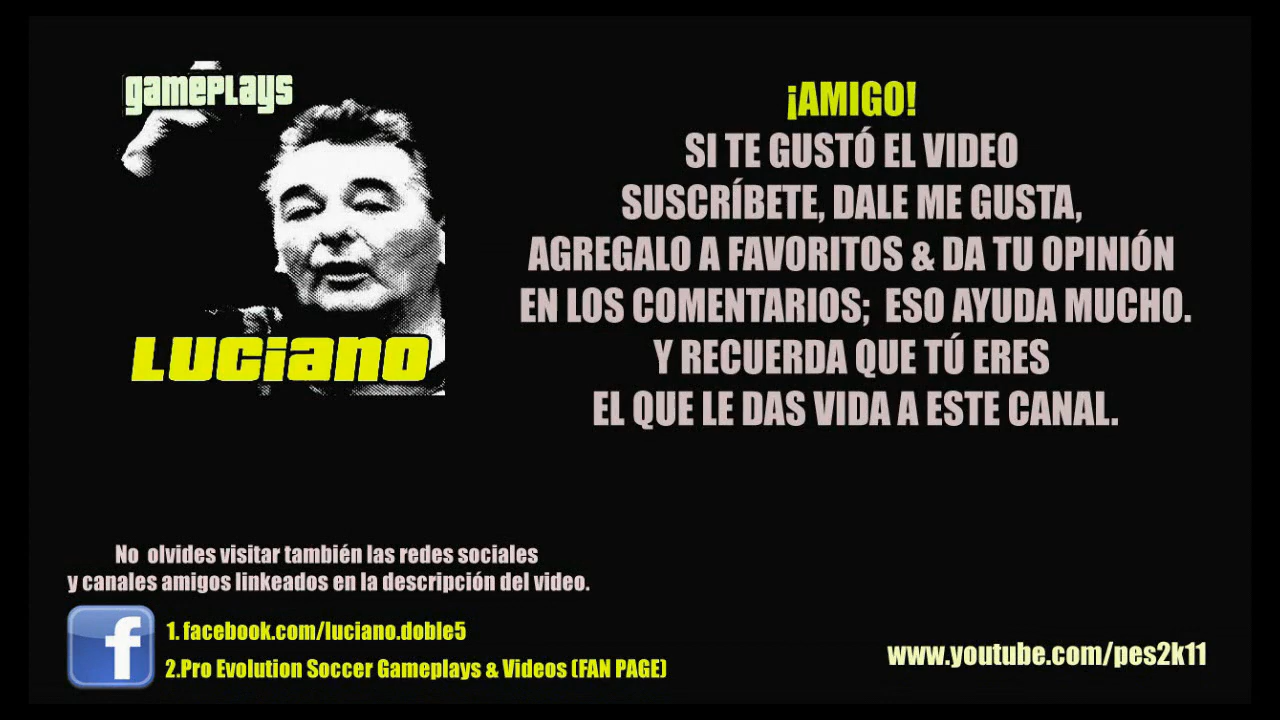 gamePLays
LUCiano
¡AMIGO!
SI TE GUSTÓ EL VIDEO
SUSCRÍBETE, DALE ME GUSTA,
AGREGALO A FAVORITOS & DA TU OPINIÓN
EN LOS COMENTARIOS; ESO AYUDA MUCHO.
Y RECUERDA QUE TÚ ERES
EL QUE LE DAS VIDA A ESTE CANAL.
No olvides visitar también las redes sociales
y canales amigos linkeados en la descripción del video.
f
1. facebook.com/luciano.doble5
2.Pro Evolution Soccer Gameplays & Videos (FAN PAGE)
www.youtube.com/pes2k11